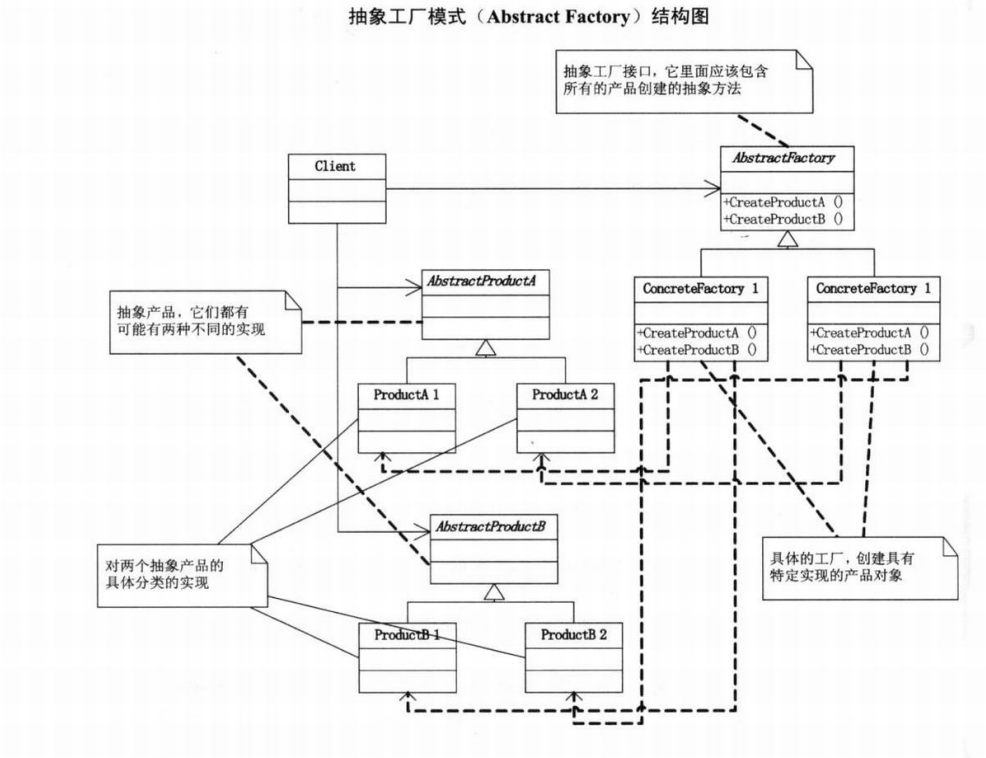 抽象工厂模式（Abstract Factory）结构图
抽象工厂接口，它里面应该包含
所有的产品创建的抽象方法
Client
AbstractFactory
+CreateProductA ()
+CreateProductB ()
AbstractProductA
ConcreteFactory 1
+CreateProductA ()
+CreateProductB ()
ConcreteFactory 1
+CreateProductA ()
+CreateProductB ()
抽象产品，它们都有
可能有两种不同的实现
ProductA 1
ProductA 2
AbstractProductB
对两个抽象产品的
具体分类的实现
具体的工厂，创建具有
特定实现的产品对象
ProductB 1
ProductB 2